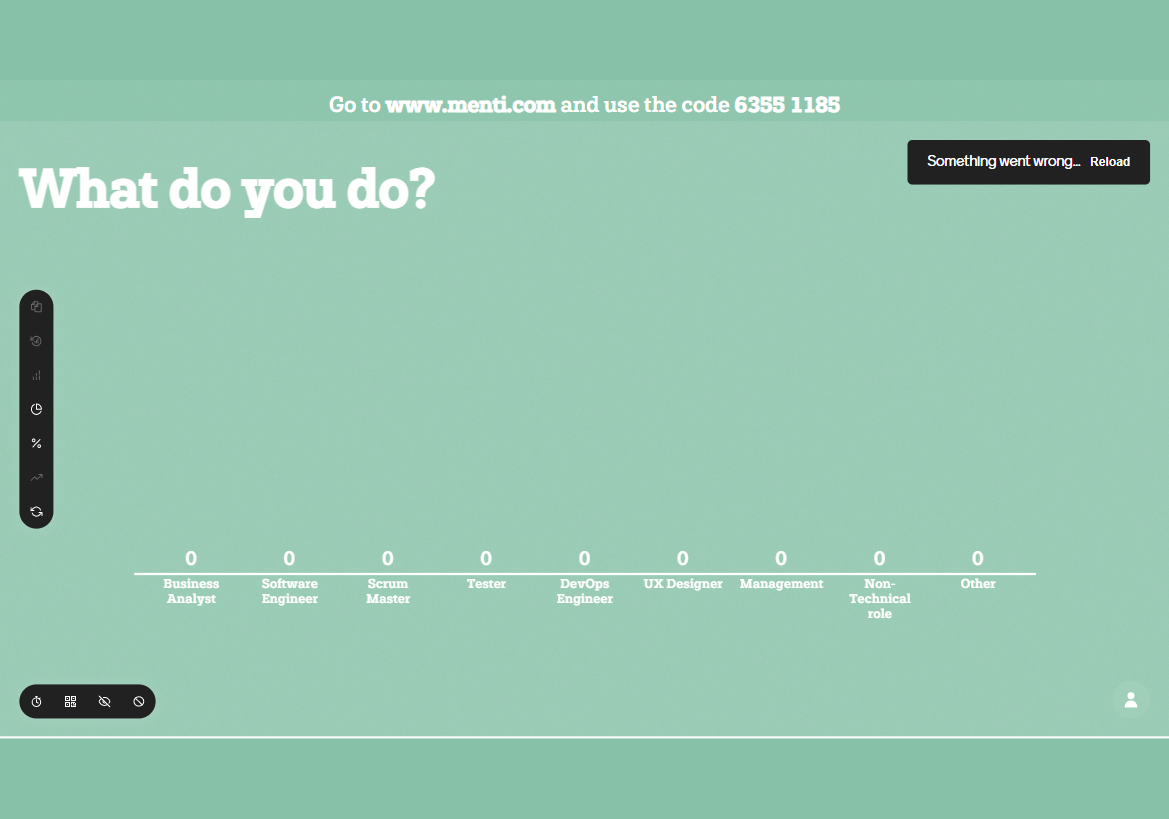 Go to www.menti.com and use the code 6355 1185
Something went wrong... Reload
What do you do?
0 0 0 0 0 0 0 0 0
Business Analyst
Software Engineer
Scrum Master
Tester
DevOps Engineer
UX Designer
Management
Non-Technical role
Other